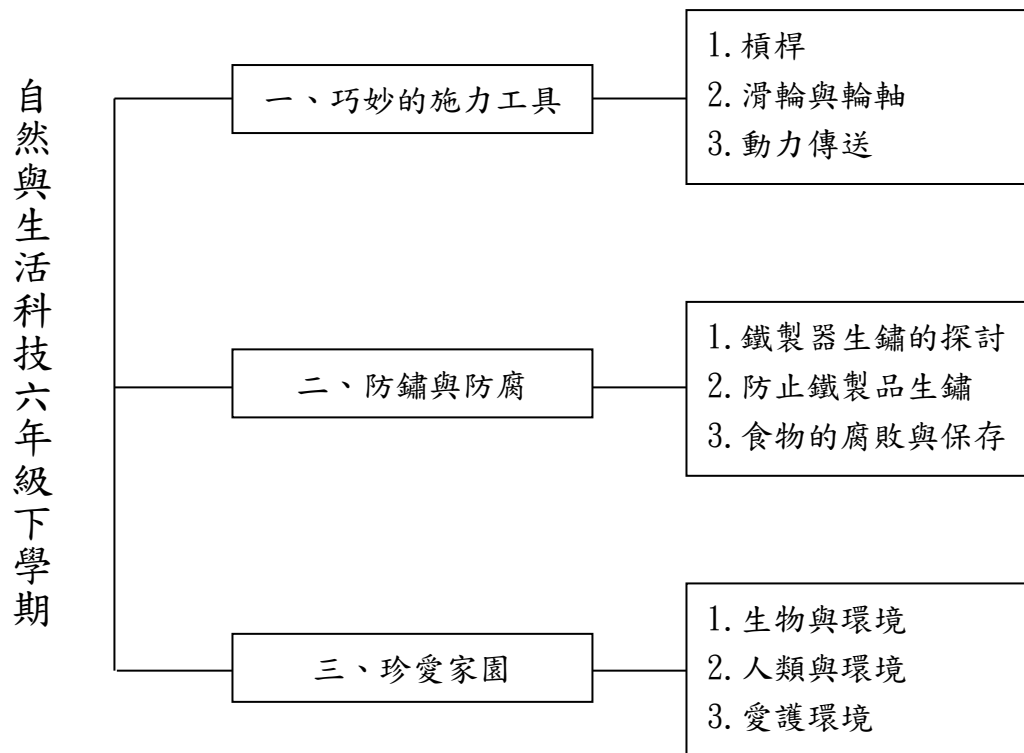 自然與生活科技六年級下學期
一、巧妙的施力工具
1.槓桿
2.滑輪與輪軸
3.動力傳送
二、防鏽與防腐
1.鐵製器生鏽的探討
2.防止鐵製品生鏽
3.食物的腐敗與保存
三、珍愛家園
1.生物與環境
2.人類與環境
3.愛護環境